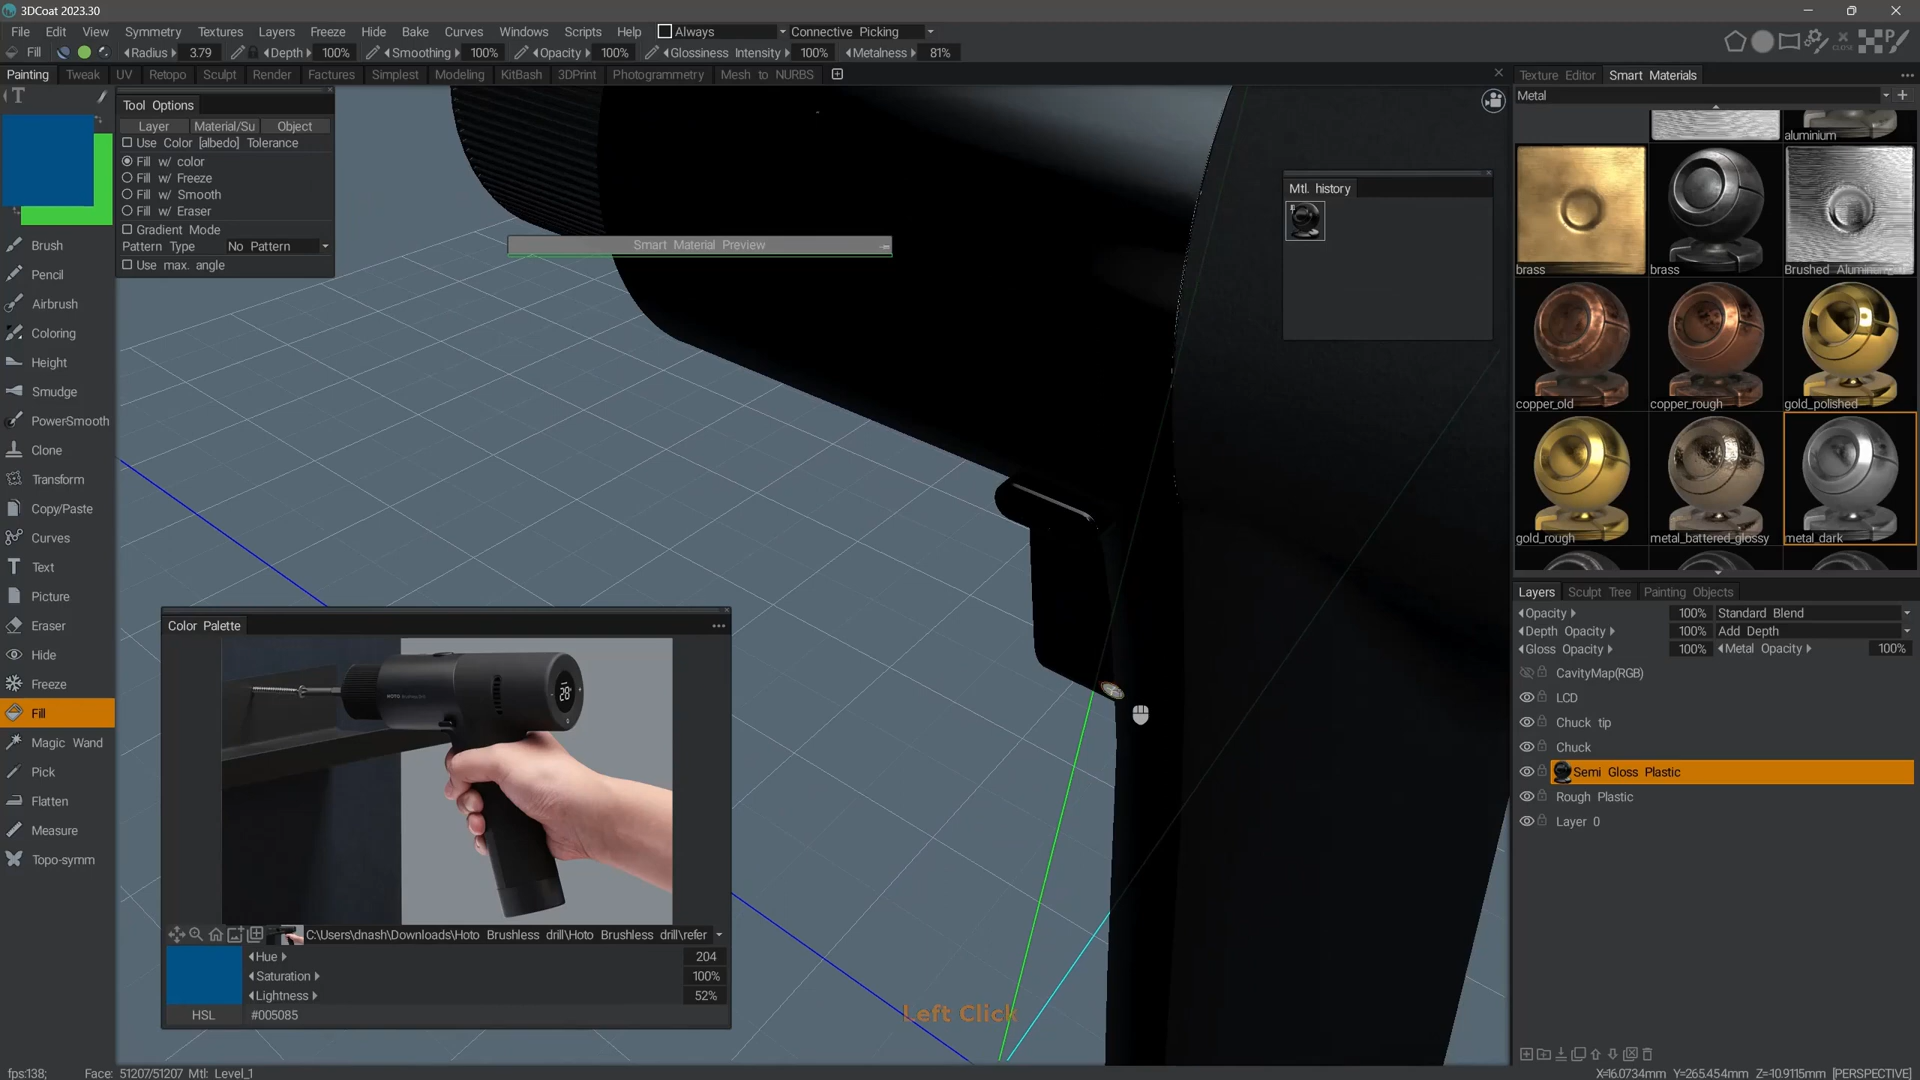 3DCoat 2023.30
File Edit View Symmetry Textures Layers Freeze Hide Bake Curves Windows Scripts Help Always Connective Picking
Fill Radius 3.79 Depth 100% Smoothing 100% Opacity 100% Glossiness Intensity 100% Metalness 81%
Painting Tweak UV Retopo Sculpt Render Factures Simplest Modeling KitBash 3DPrint Photogrammetry Mesh to NURBS
Texture Editor Smart Materials
Metal
Tool Options
Layer Material/Su Object
Use Color [albedo] Tolerance
Fill w/ color
Fill w/ Freeze
Fill w/ Smooth
Fill w/ Eraser
Gradient Mode
Pattern Type No Pattern
Use max. angle
Brush
Pencil
Airbrush
Coloring
Height
Smudge
PowerSmooth
Clone
Transform
Copy/Paste
Curves
Text
Picture
Eraser
Hide
Freeze
Fill
Magic Wand
Pick
Flatten
Measure
Topo-symm
Smart Material Preview
Mtl. history
aluminium
brass brass Brushed Aluminum
copper_old copper_rough gold_polished
gold_rough metal_battered_glossy metal_dark
Layers Sculpt Tree Painting Objects
Opacity 100% Standard Blend
Depth Opacity 100% Add Depth
Gloss Opacity 100% Metal Opacity 100%
CavityMap(RGB)
LCD
Chuck tip
Chuck
Semi Gloss Plastic
Rough Plastic
Layer 0
Color Palette
28
C:\Users\dnash\Downloads\Hoto Brushless drill\Hoto Brushless drill\refer
Hue 204
Saturation 100%
Lightness 52%
HSL #005085
Left Click
fps:138; Face: 51207/51207 Mtl: Level_1
X=16.0734mm Y=265.454mm Z=-10.9115mm [PERSPECTIVE]